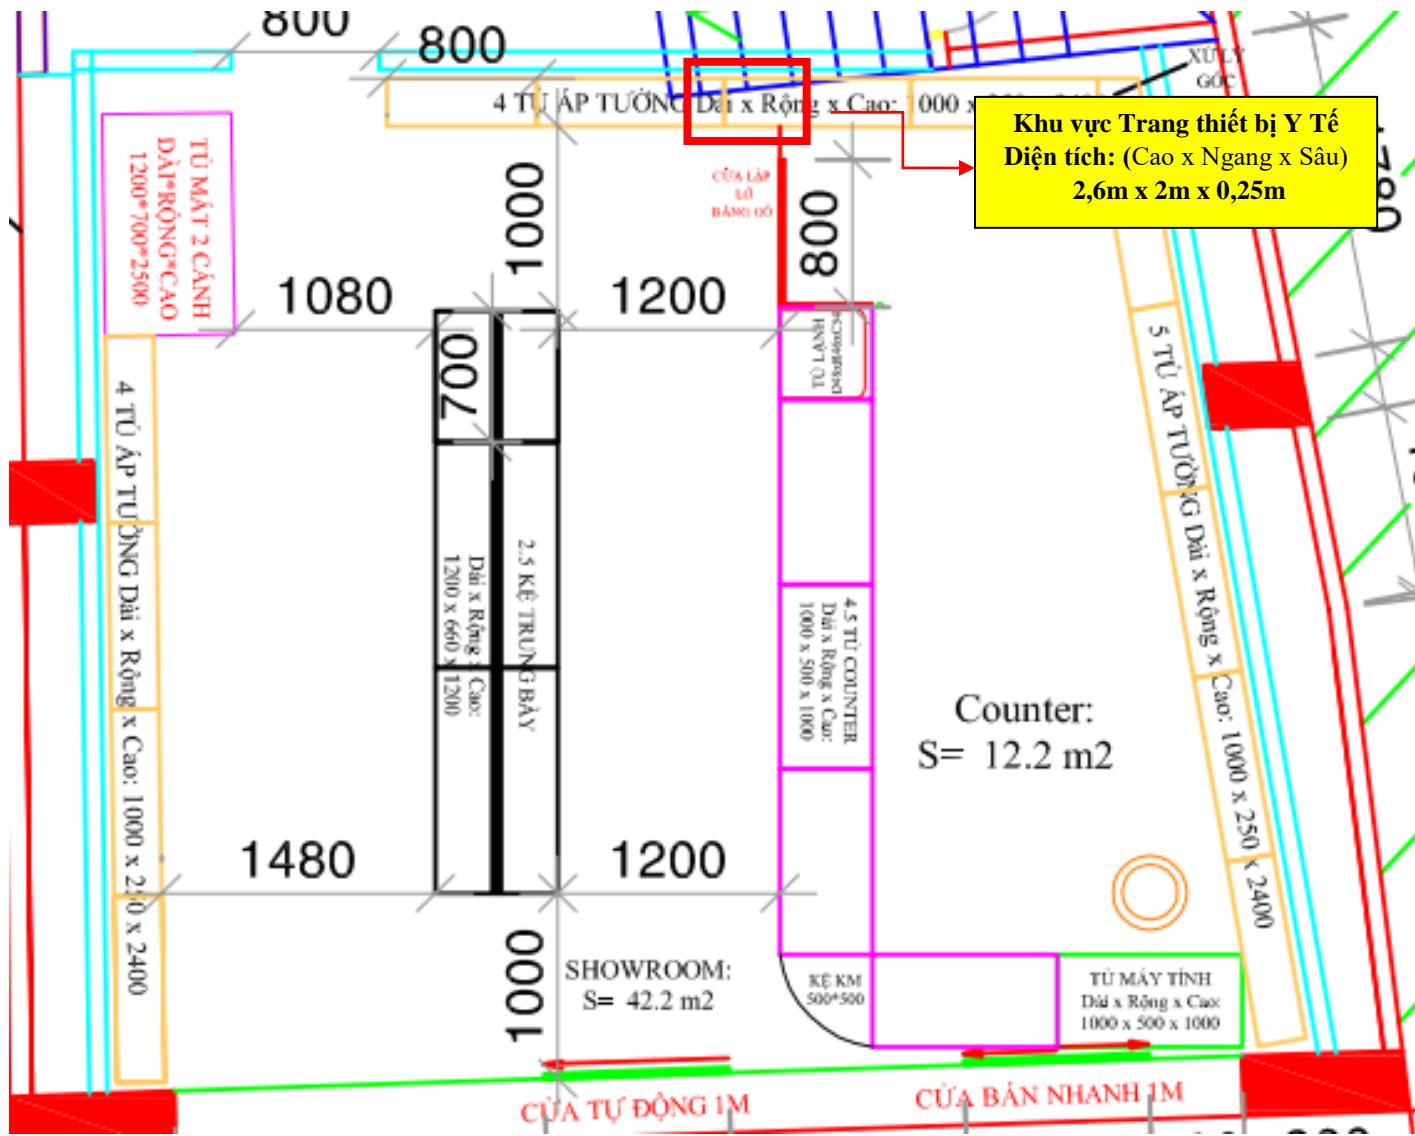 800
800
XỬ LÝ
GÓC
4 TỦ ÁP TƯỜNG Dài x Rộng x Cao: 1000 x
Khu vực Trang thiết bị Y Tế
Diện tích: (Cao x Ngang x Sâu)
2,6m x 2m x 0,25m
1780
TỦ MÁT 2 CÁNH
DÀI*RỘNG*CAO
1200*700*2500
1000
CỬA LẬP
LỬ
BẰNG GỖ
800
1080
1200
700
TỦ LẠNH
4 TỦ ÁP TƯỜNG Dài x Rộng x Cao: 1000 x 250 x 2400
5 TỦ ÁP TƯỜNG Dài x Rộng x Cao: 1000 x 250 x 2400
2.5 KỆ TRUNG BÀY
Dài x Rộng x Cao:
1200 x 660 x 1200
4.5 TỦ COUNTER
Dài x Rộng x Cao:
1000 x 500 x 1000
Counter:
S= 12.2 m2
1480
1200
1000
SHOWROOM:
S= 42.2 m2
KỆ KM
500*500
TỦ MÁY TÍNH
Dài x Rộng x Cao:
1000 x 500 x 1000
CỬA TỰ ĐỘNG 1M
CỬA BÁN NHANH 1M